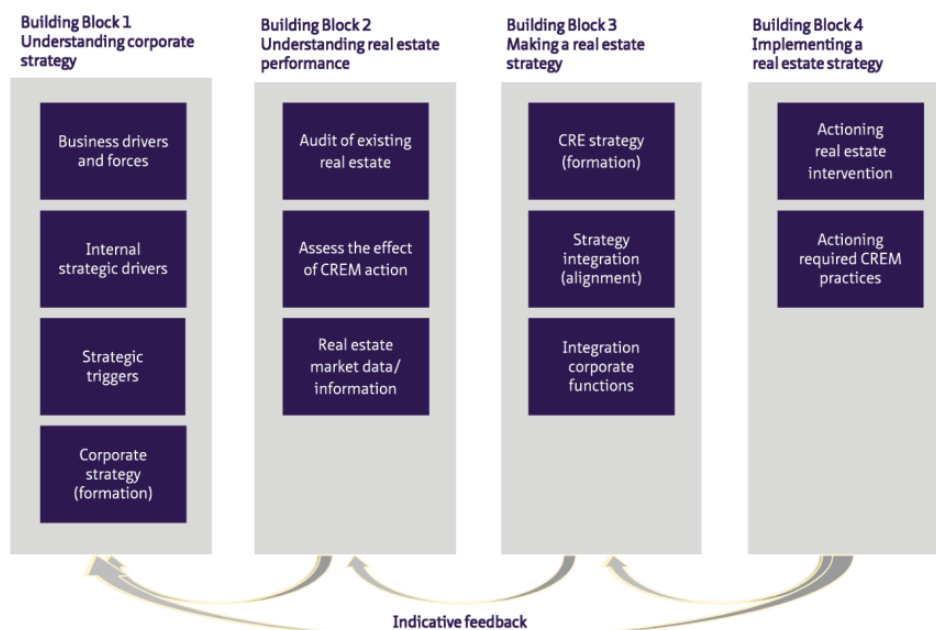 Building Block 1
Understanding corporate
strategy
Business drivers
and forces
Internal
strategic drivers
Strategic
triggers
Corporate
strategy
(formation)
Building Block 2
Understanding real estate
performance
Audit of existing
real estate
Assess the effect
of CREM action
Real estate
market data/
information
Building Block 3
Making a real estate
strategy
CRE strategy
(formation)
Strategy
integration
(alignment)
Integration
corporate
functions
Building Block 4
Implementing a
real estate strategy
Actioning
real estate
intervention
Actioning
required CREM
practices
Indicative feedback